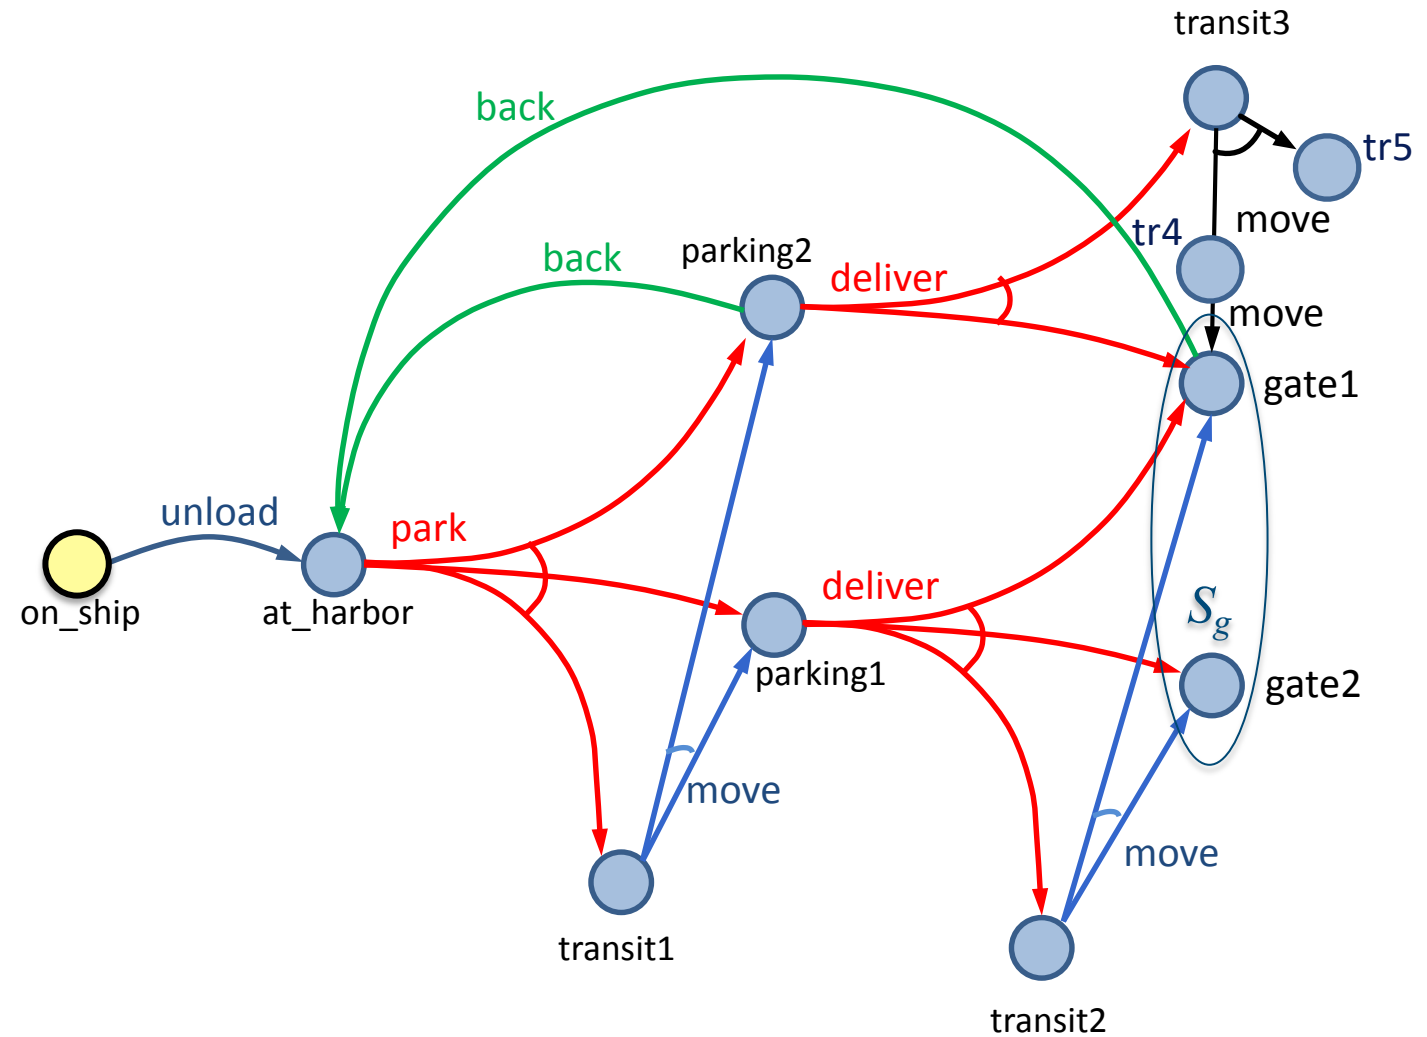 transit3
back
tr5
move
tr4
parking2
back
deliver
move
gate1
unload
park
deliver
S_g
on_ship
at_harbor
parking1
gate2
move
move
transit1
transit2